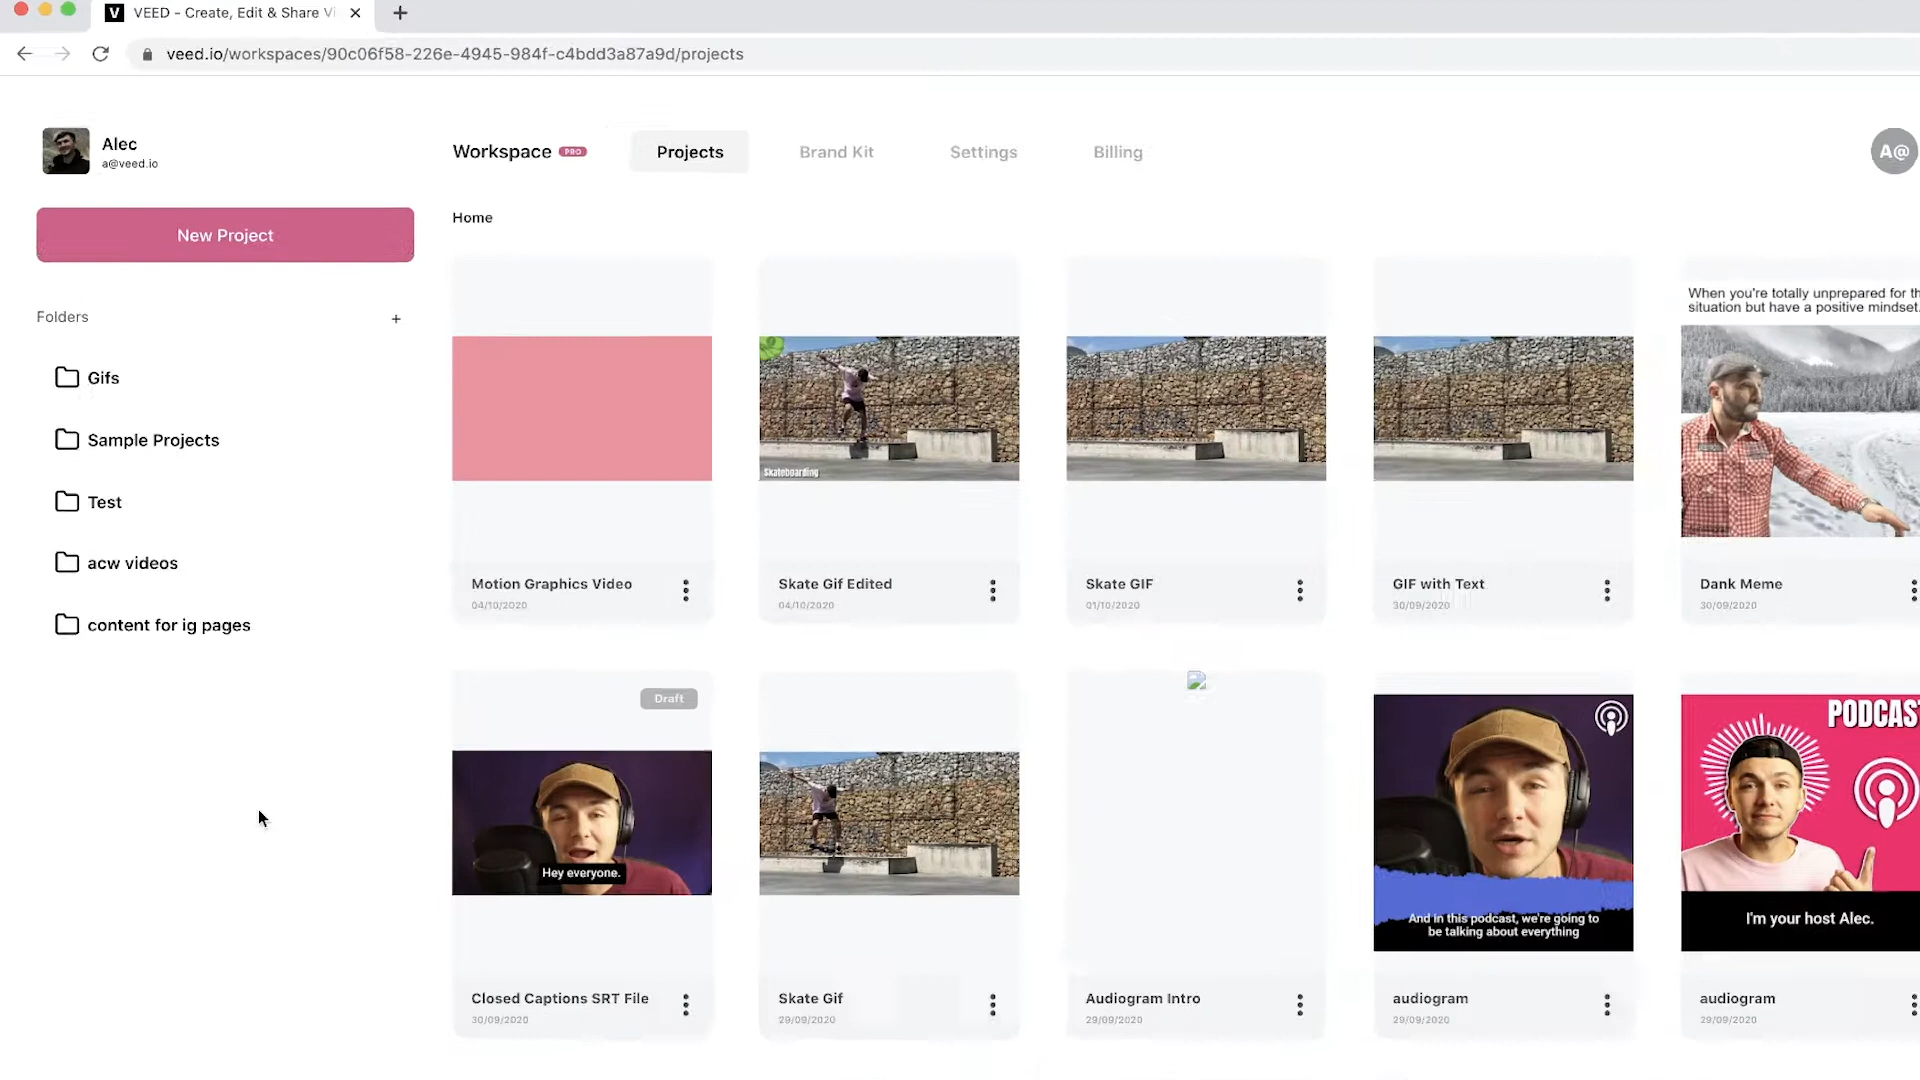 VEED - Create, Edit & Share Vi
veed.io/workspaces/90c06f58-226e-4945-984f-c4bdd3a87a9d/projects
Alec
a@veed.io
Workspace PRO
Projects
Brand Kit
Settings
Billing
A@
New Project
Home
Folders
+
Gifs
Sample Projects
Test
acw videos
content for ig pages
Skateboarding
When you're totally unprepared for th
situation but have a positive mindset.
Motion Graphics Video
04/10/2020
Skate Gif Edited
04/10/2020
Skate GIF
01/10/2020
GIF with Text
30/09/2020
Dank Meme
30/09/2020
Draft
Hey everyone.
And in this podcast, we're going to
be talking about everything
PODCAS
I'm your host Alec.
Closed Captions SRT File
30/09/2020
Skate Gif
29/09/2020
Audiogram Intro
29/09/2020
audiogram
29/09/2020
audiogram
29/09/2020